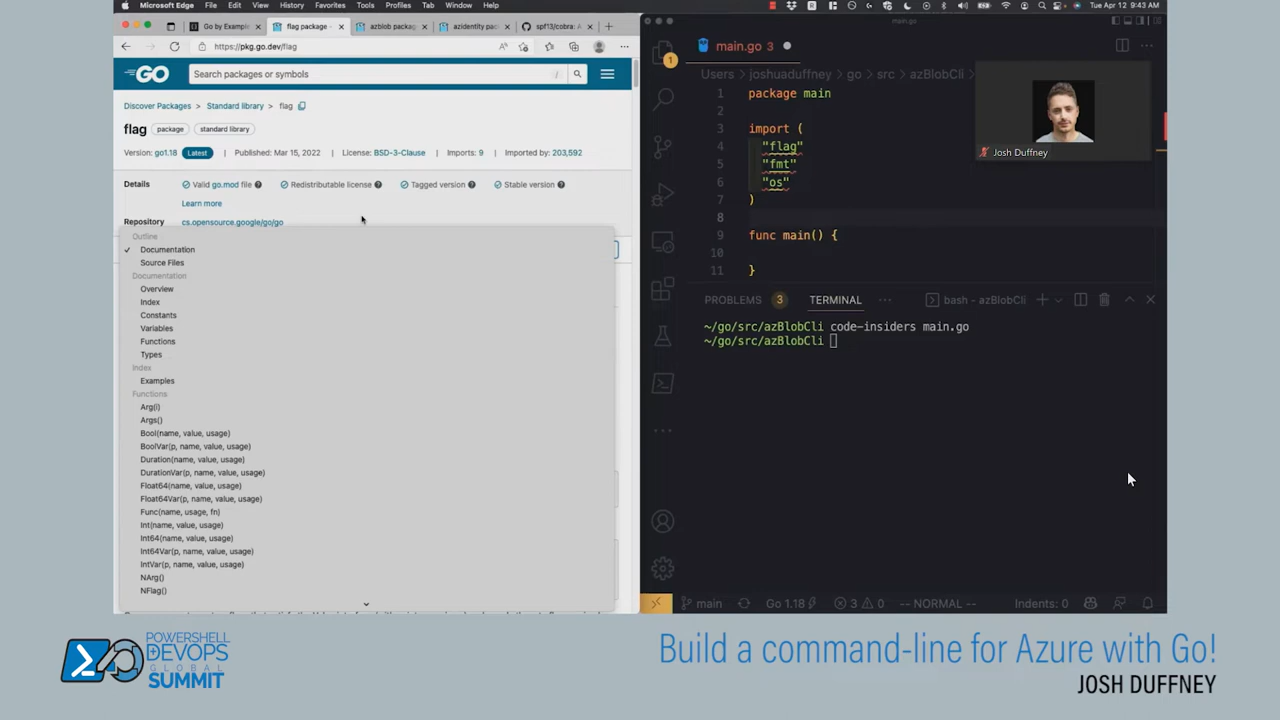 Microsoft Edge File Edit View History Favorites Tools Profiles Tab Window Help
Tue Apr 12 9:43 AM
Go by Example
flag package -
azblob packag
azidentity pack
spf13/cobra: A
https://pkg.go.dev/flag
GO
Search packages or symbols
/
Discover Packages > Standard library > flag
flag package standard library
Version: go1.18 Latest | Published: Mar 15, 2022 | License: BSD-3-Clause | Imports: 9 | Imported by: 203,592
Details
Valid go.mod file
Redistributable license
Tagged version
Stable version
Learn more
Repository
cs.opensource.google/go/go
Outline
✓ Documentation
Source Files
Documentation
Overview
Index
Constants
Variables
Functions
Types
Index
Examples
Functions
Arg(i)
Args()
Bool(name, value, usage)
BoolVar(p, name, value, usage)
Duration(name, value, usage)
DurationVar(p, name, value, usage)
Float64(name, value, usage)
Float64Var(p, name, value, usage)
Func(name, usage, fn)
Int(name, value, usage)
Int64(name, value, usage)
Int64Var(p, name, value, usage)
IntVar(p, name, value, usage)
NArg()
NFlag()
main.go
main.go 3
1
Users > joshuaduffney > go > src > azBlobCli >
1 package main
2
3 import (
4 "flag"
5 "fmt"
6 "os"
7 )
8
9 func main() {
10
11 }
Josh Duffney
PROBLEMS 3 TERMINAL ... bash - azBlobCli
~/go/src/azBlobCli code-insiders main.go
~/go/src/azBlobCli
main Go 1.18 3 0 -- NORMAL -- Indents: 0
POWERSHELL
+DEVOPS
GLOBAL
SUMMIT
Build a command-line for Azure with Go!
JOSH DUFFNEY